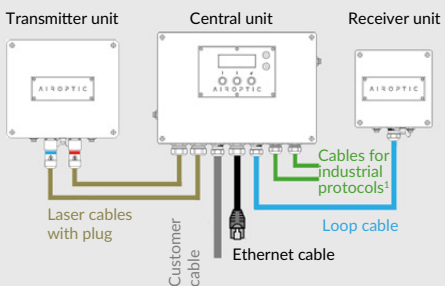 Transmitter unit
Central unit
Receiver unit
AIROPTIC
AIROPTIC
AIROPTIC
Cables for
industrial
protocols¹
Laser cables
with plug
Loop cable
Customer
cable
Ethernet cable